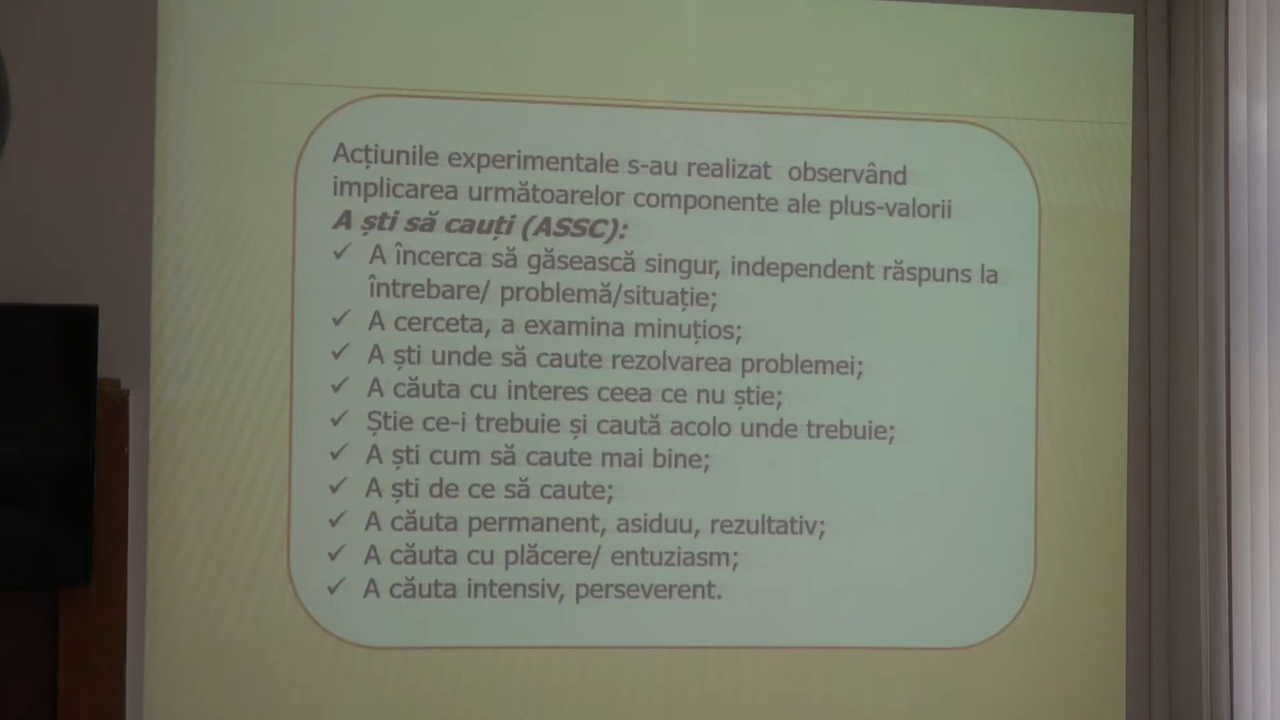 Acțiunile experimentale s-au realizat observând
implicarea următoarelor componente ale plus-valorii
A ști să cauți (ASSC):
✓ A încerca să găsească singur, independent răspuns la
întrebare/ problemă/situație;
✓ A cerceta, a examina minuțios;
✓ A ști unde să caute rezolvarea problemei;
✓ A căuta cu interes ceea ce nu știe;
✓ Știe ce-i trebuie și caută acolo unde trebuie;
✓ A ști cum să caute mai bine;
✓ A ști de ce să caute;
✓ A căuta permanent, asiduu, rezultativ;
✓ A căuta cu plăcere/ entuziasm;
✓ A căuta intensiv, perseverent.